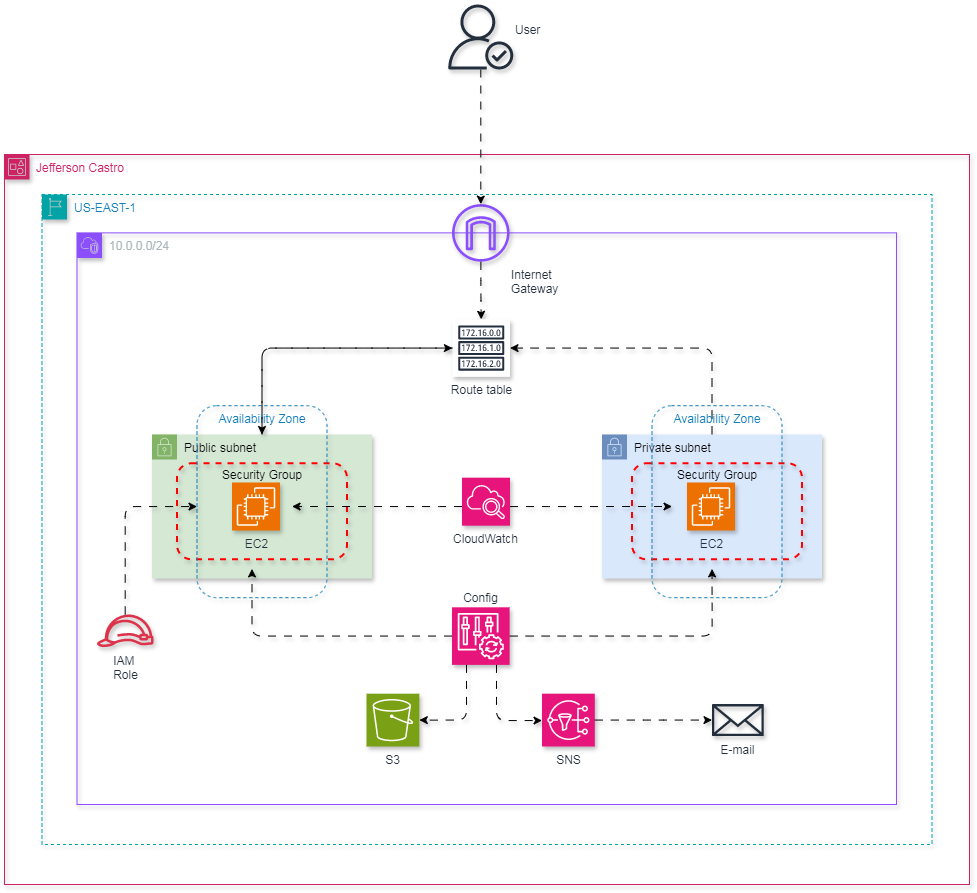 User
Jefferson Castro
US-EAST-1
10.0.0.0/24
Internet
Gateway
172.16.0.0
172.16.1.0
172.16.2.0
Route table
Availability Zone
Availability Zone
Public subnet
Private subnet
Security Group
Security Group
EC2
EC2
CloudWatch
Config
IAM
Role
S3
SNS
E-mail